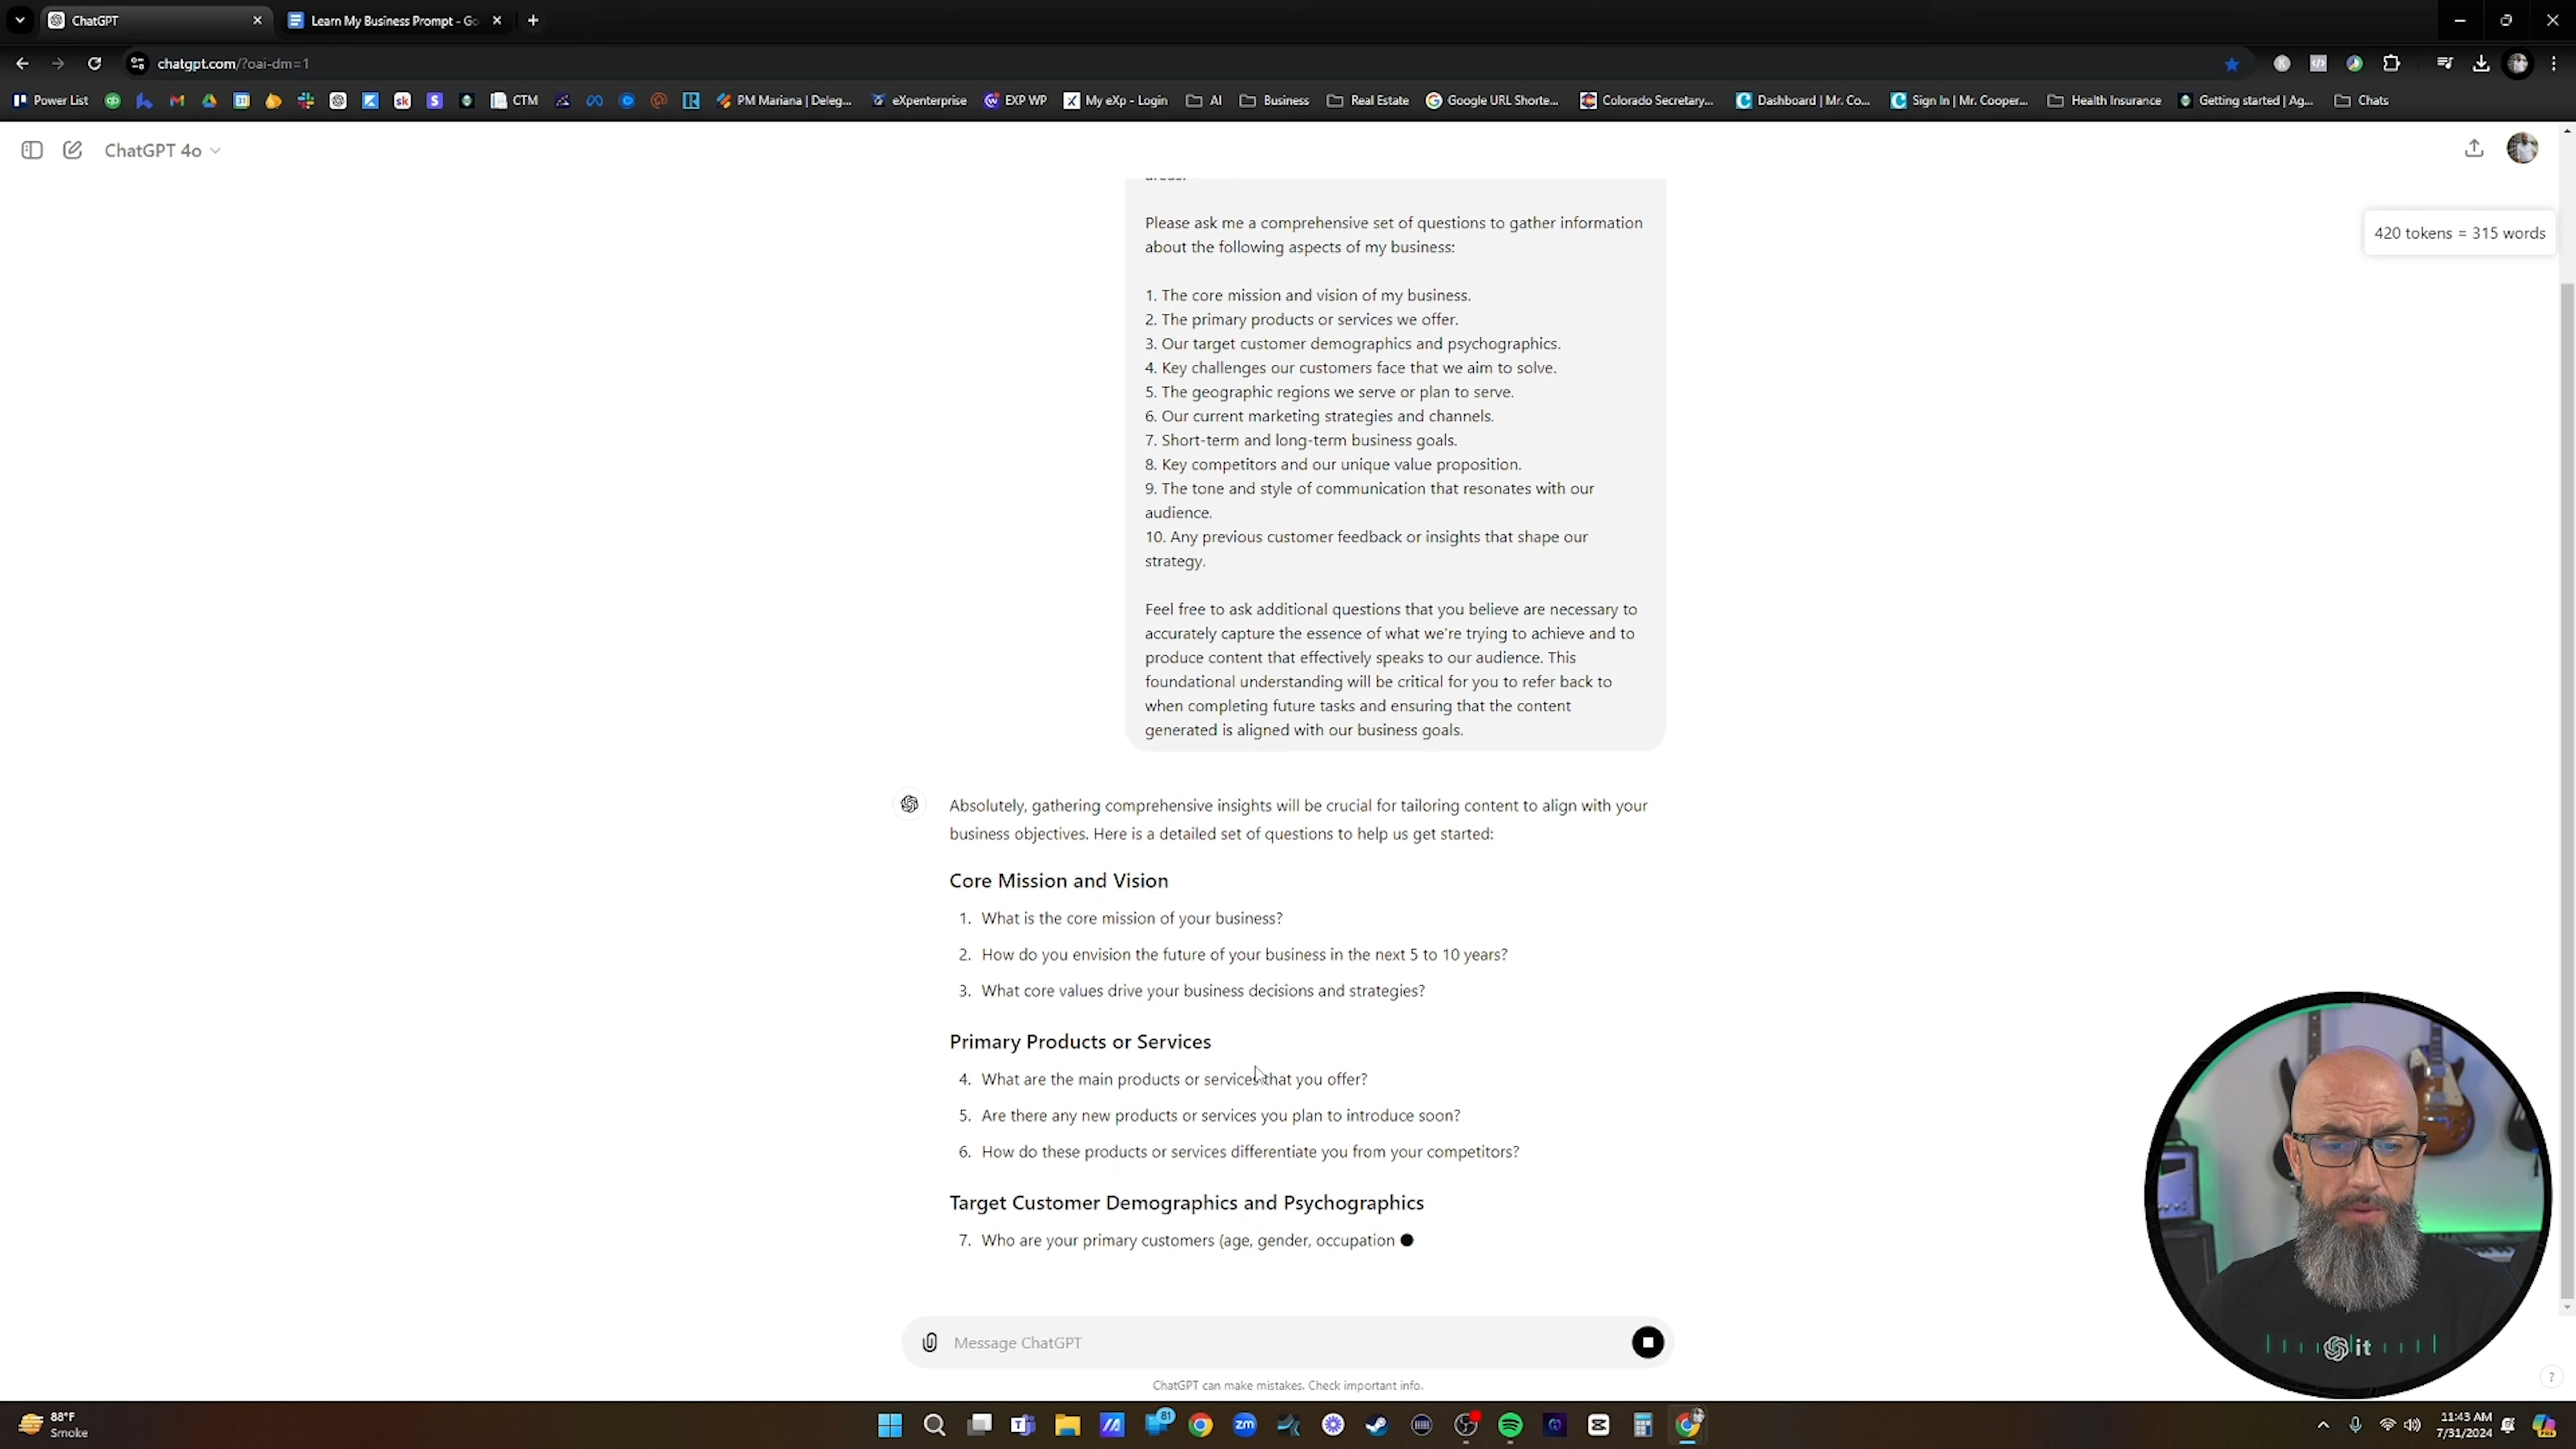 ChatGPT
Learn My Business Prompt - Go
chatgpt.com/?oai-dm=1
Power List
CTM
PM Mariana | Deleg...
eXpenterprise
EXP WP
My eXp - Login
AI
Business
Real Estate
Google URL Shorte...
Colorado Secretary...
Dashboard | Mr. Co...
Sign In | Mr. Cooper...
Health Insurance
Getting started | Ag...
Chats
ChatGPT 4o
areas.
420 tokens = 315 words
Please ask me a comprehensive set of questions to gather information
about the following aspects of my business:
1. The core mission and vision of my business.
2. The primary products or services we offer.
3. Our target customer demographics and psychographics.
4. Key challenges our customers face that we aim to solve.
5. The geographic regions we serve or plan to serve.
6. Our current marketing strategies and channels.
7. Short-term and long-term business goals.
8. Key competitors and our unique value proposition.
9. The tone and style of communication that resonates with our
audience.
10. Any previous customer feedback or insights that shape our
strategy.
Feel free to ask additional questions that you believe are necessary to
accurately capture the essence of what we're trying to achieve and to
produce content that effectively speaks to our audience. This
foundational understanding will be critical for you to refer back to
when completing future tasks and ensuring that the content
generated is aligned with our business goals.
Absolutely, gathering comprehensive insights will be crucial for tailoring content to align with your
business objectives. Here is a detailed set of questions to help us get started:
Core Mission and Vision
1. What is the core mission of your business?
2. How do you envision the future of your business in the next 5 to 10 years?
3. What core values drive your business decisions and strategies?
Primary Products or Services
4. What are the main products or services that you offer?
5. Are there any new products or services you plan to introduce soon?
6. How do these products or services differentiate you from your competitors?
Target Customer Demographics and Psychographics
7. Who are your primary customers (age, gender, occupation
Message ChatGPT
ChatGPT can make mistakes. Check important info.
it
?
88°F
Smoke
81
zm
11:43 AM
7/31/2024